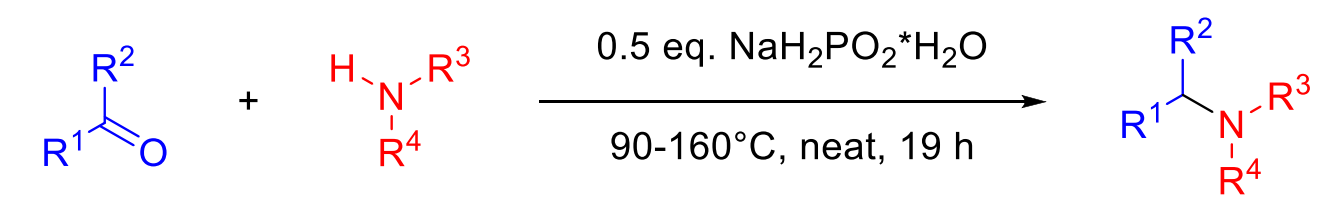 R² O R¹
+
H N R³ R⁴
0.5 eq. NaH₂PO₂*H₂O
90-160°C, neat, 19 h
R² R¹ N R³ R⁴